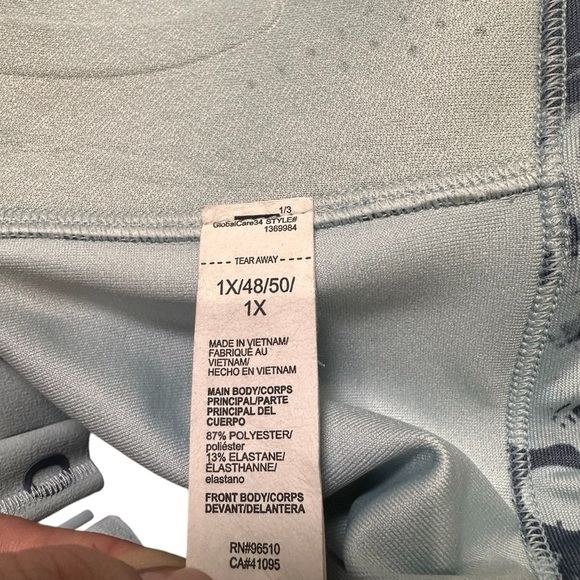 1/3
GlobalCare34 STYLE#
1369984
TEAR AWAY
1X/48/50/
1X
MADE IN VIETNAM/
FABRIQUÉ AU
VIETNAM/
HECHO EN VIETNAM
MAIN BODY/CORPS
PRINCIPAL/PARTE
PRINCIPAL DEL
CUERPO
87% POLYESTER/
poliéster
13% ELASTANE/
ÉLASTHANNE/
elastano
FRONT BODY/CORPS
DEVANT/DELANTERA
RN#96510
CA#41095